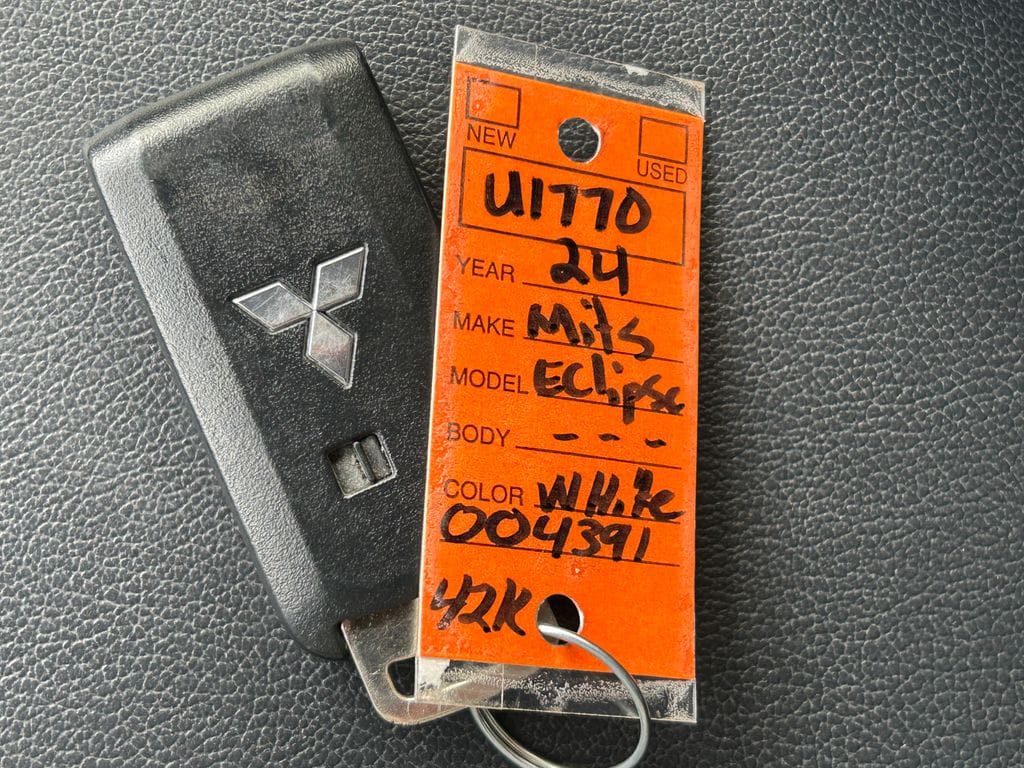 NEW
USED
U1770
YEAR 24
MAKE Mits
MODEL Eclipse
BODY - - -
COLOR White
004391
42K